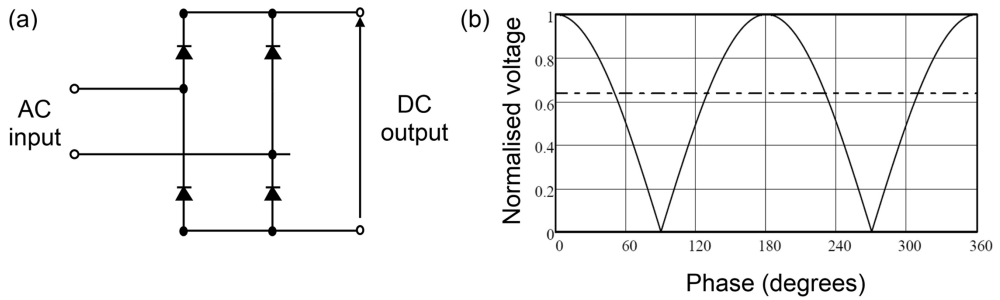 (a)
AC
input
DC
output
(b)
Normalised voltage
1
0.8
0.6
0.4
0.2
0
0 60 120 180 240 300 360
Phase (degrees)